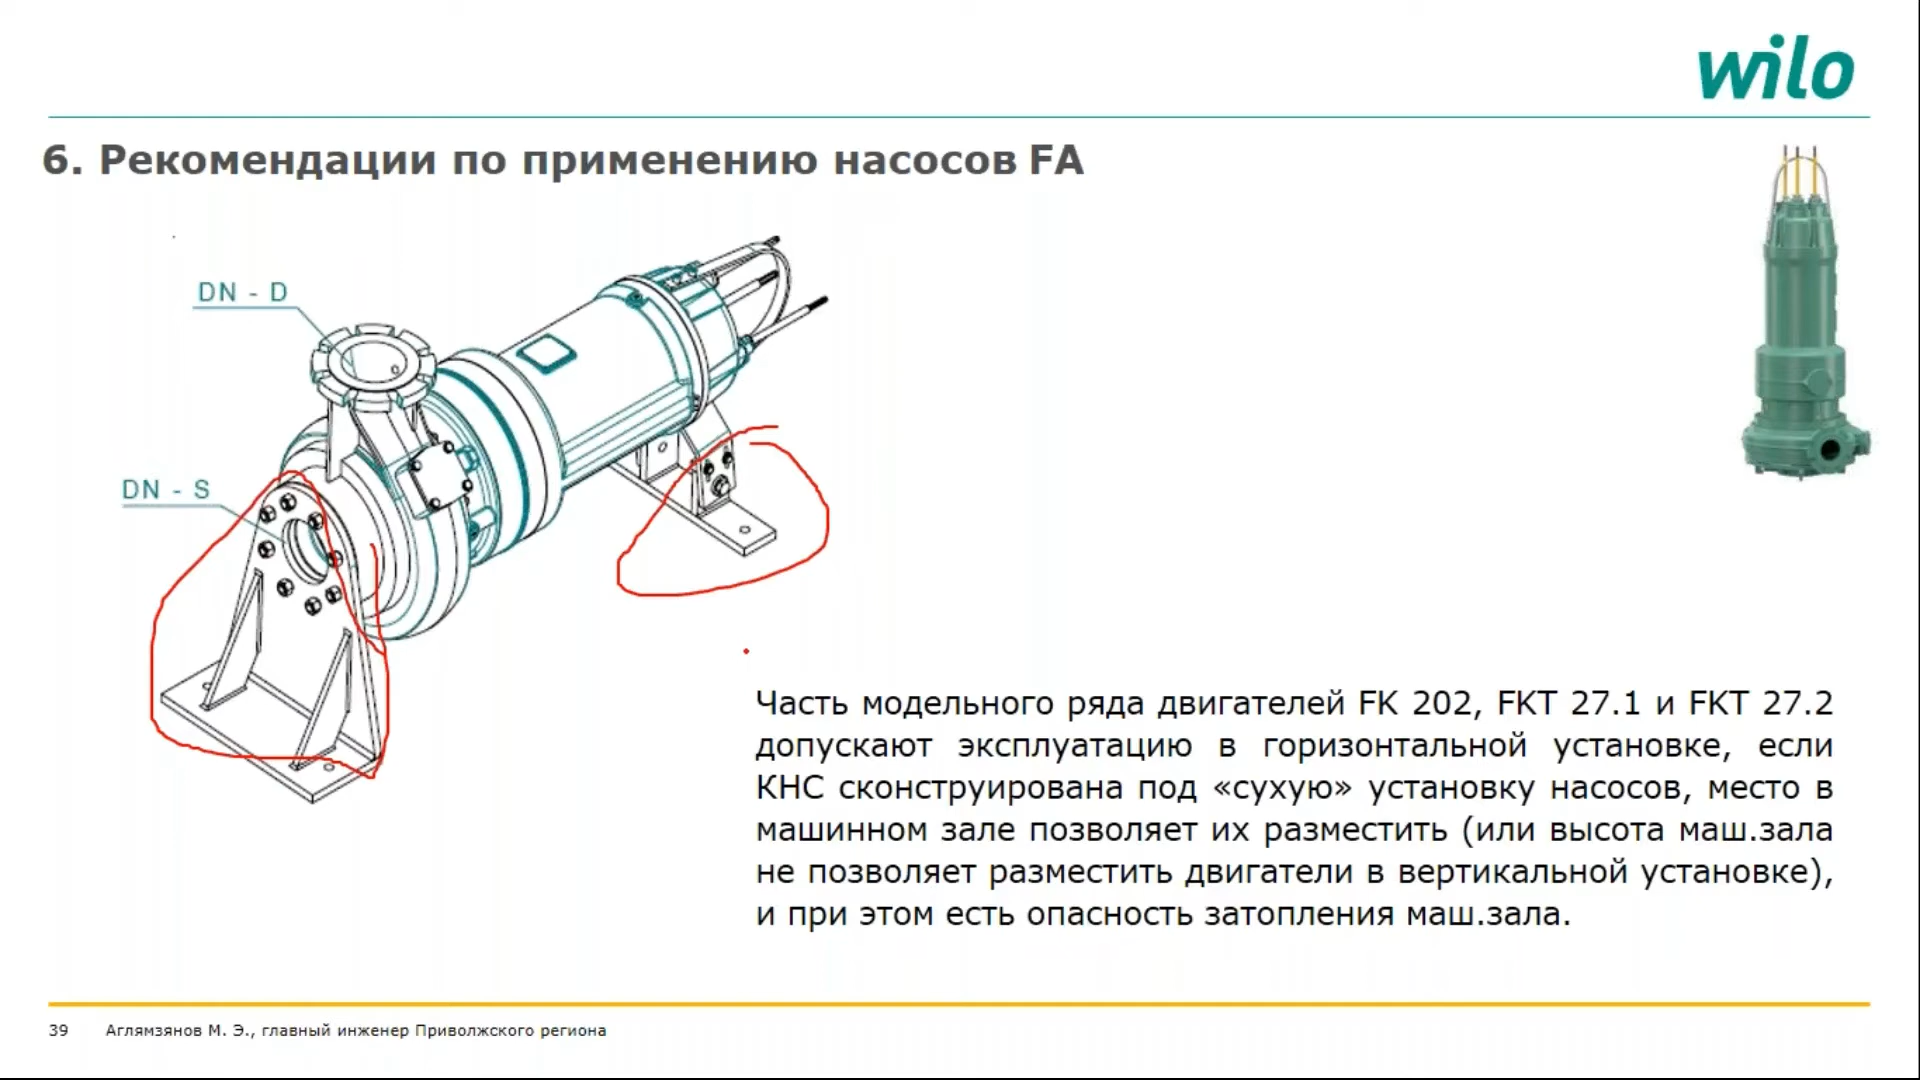 wilo
6. Рекомендации по применению насосов FA
DN - D
DN - S
Часть модельного ряда двигателей FK 202, FKT 27.1 и FKT 27.2
допускают эксплуатацию в горизонтальной установке, если
КНС сконструирована под «сухую» установку насосов, место в
машинном зале позволяет их разместить (или высота маш.зала
не позволяет разместить двигатели в вертикальной установке),
и при этом есть опасность затопления маш.зала.
39 Аглямзянов М. Э., главный инженер Приволжского региона